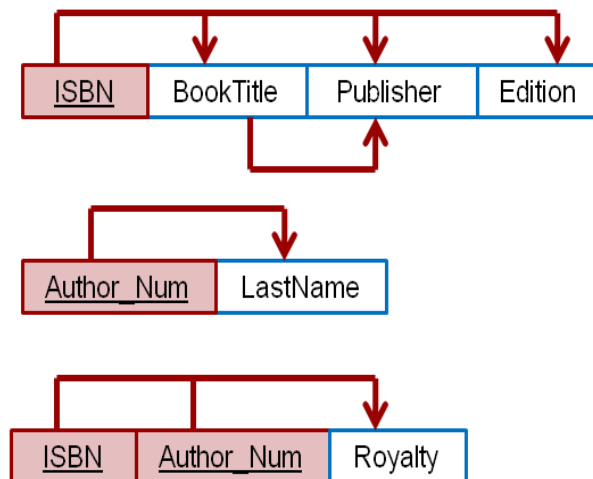 ISBN BookTitle Publisher Edition
Author_Num LastName
ISBN Author_Num Royalty